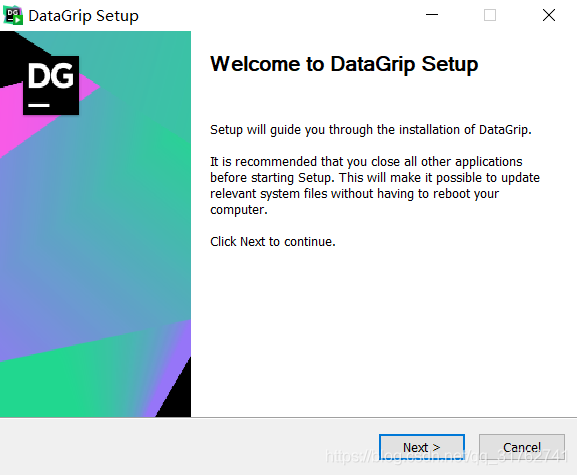 DataGrip Setup
DG
Welcome to DataGrip Setup
Setup will guide you through the installation of DataGrip.
It is recommended that you close all other applications
before starting Setup. This will make it possible to update
relevant system files without having to reboot your
computer.
Click Next to continue.
Next >
Cancel
https://blog.csdn.net/qq_31762741